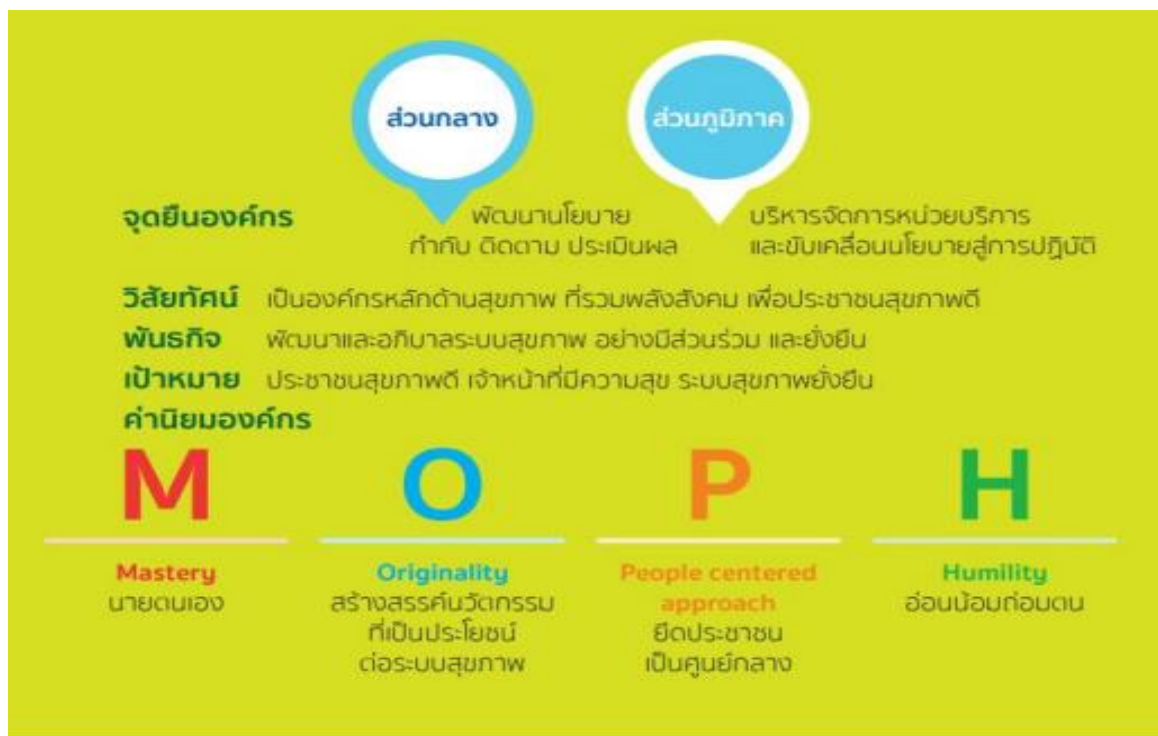 ส่วนกลาง
ส่วนภูมิภาค
จุดยืนองค์กร
พัฒนานโยบาย
กำกับ ติดตาม ประเมินผล
บริหารจัดการหน่วยบริการ
และขับเคลื่อนนโยบายสู่การปฏิบัติ
วิสัยทัศน์ เป็นองค์กรหลักด้านสุขภาพ ที่รวมพลังสังคม เพื่อประชาชนสุขภาพดี
พันธกิจ พัฒนาและอภิบาลระบบสุขภาพ อย่างมีส่วนร่วม และยั่งยืน
เป้าหมาย ประชาชนสุขภาพดี เจ้าหน้าที่มีความสุข ระบบสุขภาพยั่งยืน
ค่านิยมองค์กร
M
Mastery
นายตนเอง
O
Originality
สร้างสรรค์นวัตกรรม
ที่เป็นประโยชน์
ต่อระบบสุขภาพ
P
People centered
approach
ยึดประชาชน
เป็นศูนย์กลาง
H
Humility
อ่อนน้อมถ่อมตน